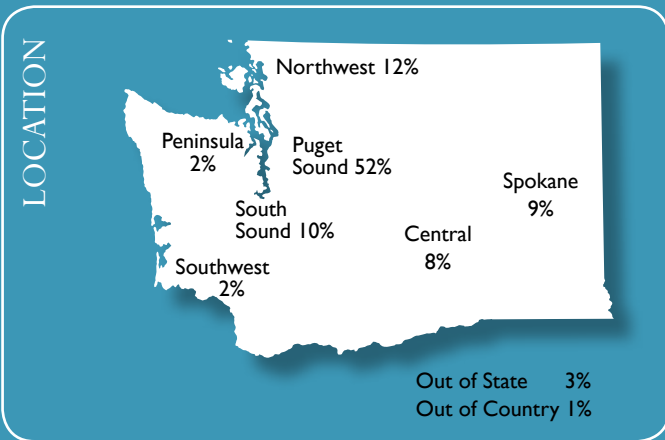 LOCATION
Northwest 12%
Peninsula
2%
Puget
Sound 52%
Spokane
9%
South
Sound 10%
Central
8%
Southwest
2%
Out of State 3%
Out of Country 1%